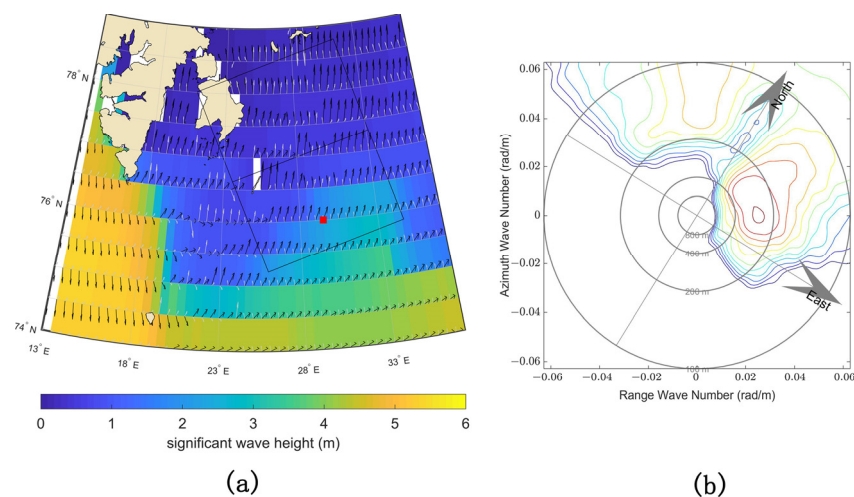 78° N
76° N
74° N
13° E
18° E
23° E
28° E
33° E
0 1 2 3 4 5 6
significant wave height (m)
(a)
0.06
0.04
0.02
0
−0.02
−0.04
−0.06
Azimuth Wave Number (rad/m)
North
East
800 m
400 m
200 m
100 m
−0.06 −0.04 −0.02 0 0.02 0.04 0.06
Range Wave Number (rad/m)
(b)